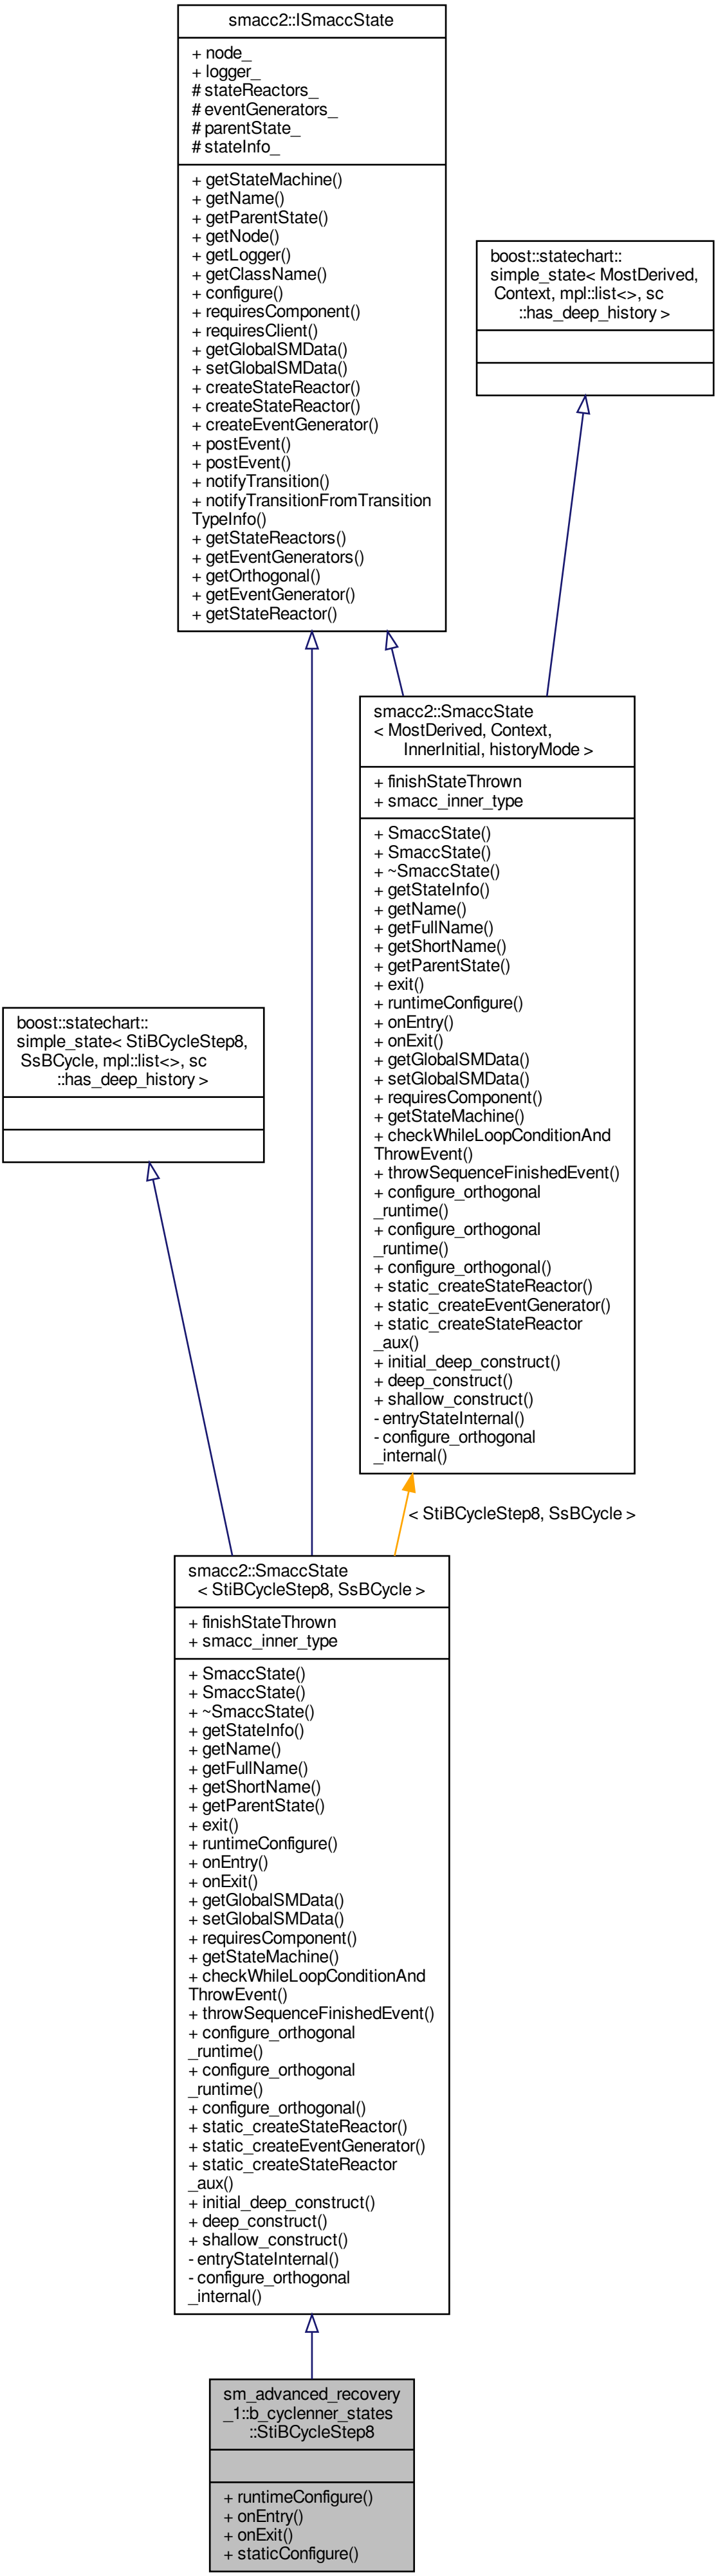 smacc2::ISmaccState
+ node_
+ logger_
# stateReactors_
# eventGenerators_
# parentState_
# stateInfo_
+ getStateMachine()
+ getName()
+ getParentState()
+ getNode()
+ getLogger()
+ getClassName()
+ configure()
+ requiresComponent()
+ requiresClient()
+ getGlobalSMData()
+ setGlobalSMData()
+ createStateReactor()
+ createStateReactor()
+ createEventGenerator()
+ postEvent()
+ postEvent()
+ notifyTransition()
+ notifyTransitionFromTransition
TypeInfo()
+ getStateReactors()
+ getEventGenerators()
+ getOrthogonal()
+ getEventGenerator()
+ getStateReactor()
boost::statechart::
simple_state< MostDerived,
Context, mpl::list<>, sc
::has_deep_history >
smacc2::SmaccState
< MostDerived, Context,
InnerInitial, historyMode >
+ finishStateThrown
+ smacc_inner_type
+ SmaccState()
+ SmaccState()
+ ~SmaccState()
+ getStateInfo()
+ getName()
+ getFullName()
+ getShortName()
+ getParentState()
+ exit()
+ runtimeConfigure()
+ onEntry()
+ onExit()
+ getGlobalSMData()
+ setGlobalSMData()
+ requiresComponent()
+ getStateMachine()
+ checkWhileLoopConditionAnd
ThrowEvent()
+ throwSequenceFinishedEvent()
+ configure_orthogonal
_runtime()
+ configure_orthogonal
_runtime()
+ configure_orthogonal()
+ static_createStateReactor()
+ static_createEventGenerator()
+ static_createStateReactor
_aux()
+ initial_deep_construct()
+ deep_construct()
+ shallow_construct()
- entryStateInternal()
- configure_orthogonal
_internal()
boost::statechart::
simple_state< StiBCycleStep8,
SsBCycle, mpl::list<>, sc
::has_deep_history >
< StiBCycleStep8, SsBCycle >
smacc2::SmaccState
< StiBCycleStep8, SsBCycle >
+ finishStateThrown
+ smacc_inner_type
+ SmaccState()
+ SmaccState()
+ ~SmaccState()
+ getStateInfo()
+ getName()
+ getFullName()
+ getShortName()
+ getParentState()
+ exit()
+ runtimeConfigure()
+ onEntry()
+ onExit()
+ getGlobalSMData()
+ setGlobalSMData()
+ requiresComponent()
+ getStateMachine()
+ checkWhileLoopConditionAnd
ThrowEvent()
+ throwSequenceFinishedEvent()
+ configure_orthogonal
_runtime()
+ configure_orthogonal
_runtime()
+ configure_orthogonal()
+ static_createStateReactor()
+ static_createEventGenerator()
+ static_createStateReactor
_aux()
+ initial_deep_construct()
+ deep_construct()
+ shallow_construct()
- entryStateInternal()
- configure_orthogonal
_internal()
sm_advanced_recovery
_1::b_cyclenner_states
::StiBCycleStep8
+ runtimeConfigure()
+ onEntry()
+ onExit()
+ staticConfigure()